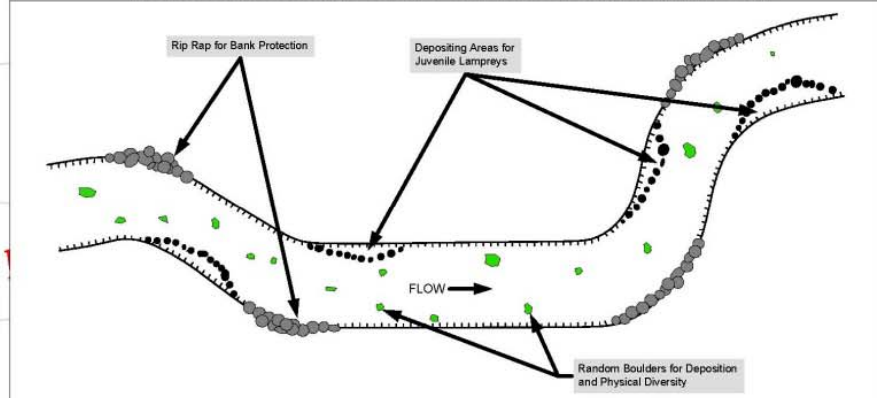 Rip Rap for Bank Protection
Depositing Areas for
Juvenile Lampreys
FLOW
Random Boulders for Deposition
and Physical Diversity